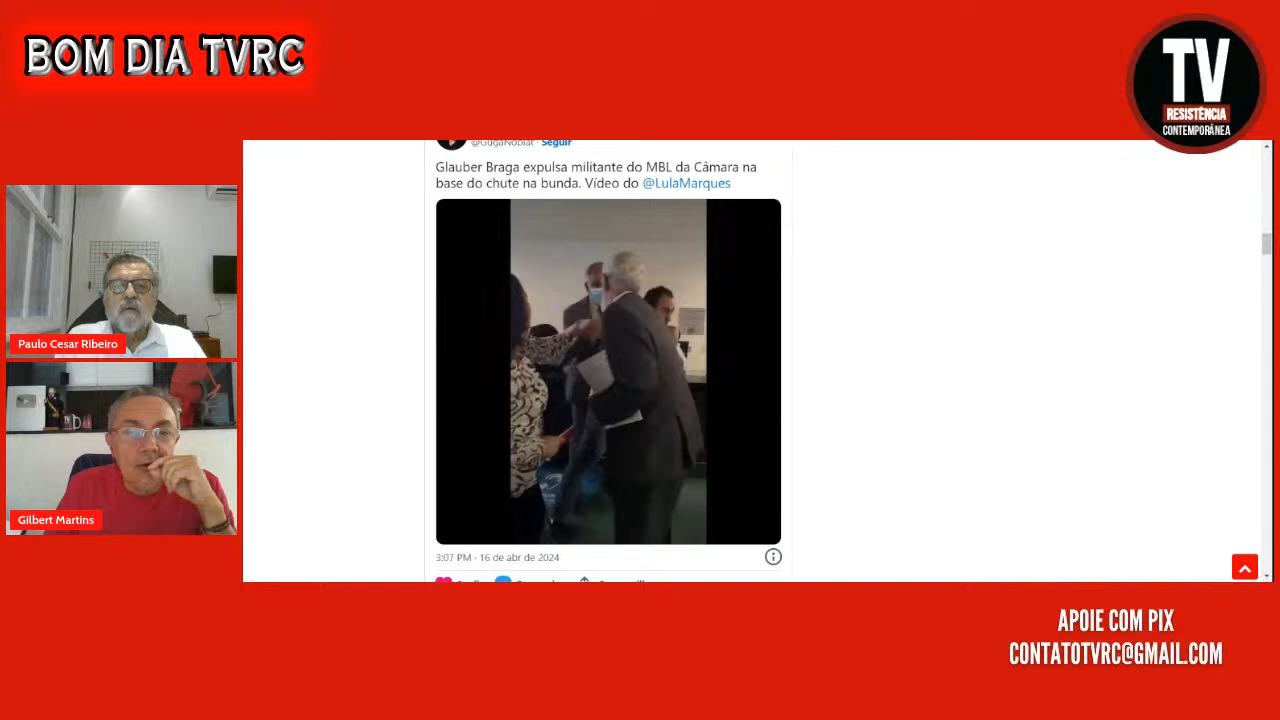 BOM DIA TVRC
TV
RESISTÊNCIA
CONTEMPORÂNEA
@GugaNoblat · Seguir
Glauber Braga expulsa militante do MBL da Câmara na
base do chute na bunda. Vídeo do @LulaMarques
3:07 PM · 16 de abr de 2024
Paulo Cesar Ribeiro
Gilbert Martins
APOIE COM PIX
CONTATOTVRC@GMAIL.COM